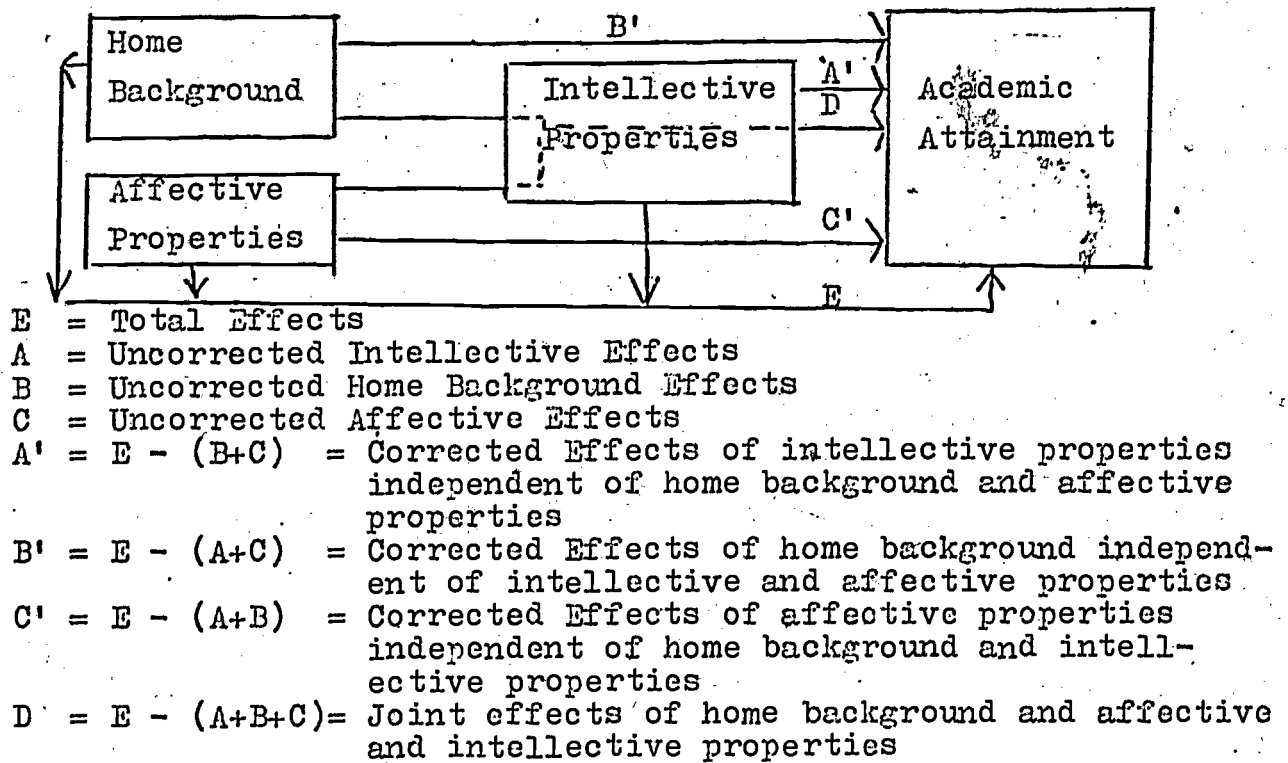 B'
Home
Background
Intellective
Properties
A'
D
Academic
Attainment
Affective
Properties
C'
E
E = Total Effects
A = Uncorrected Intellective Effects
B = Uncorrected Home Background Effects
C = Uncorrected Affective Effects
A' = E - (B+C) = Corrected Effects of intellective properties
independent of home background and affective
properties
B' = E - (A+C) = Corrected Effects of home background independ-
ent of intellective and affective properties
C' = E - (A+B) = Corrected Effects of affective properties
independent of home background and intell-
ective properties
D = E - (A+B+C)= Joint effects of home background and affective
and intellective properties